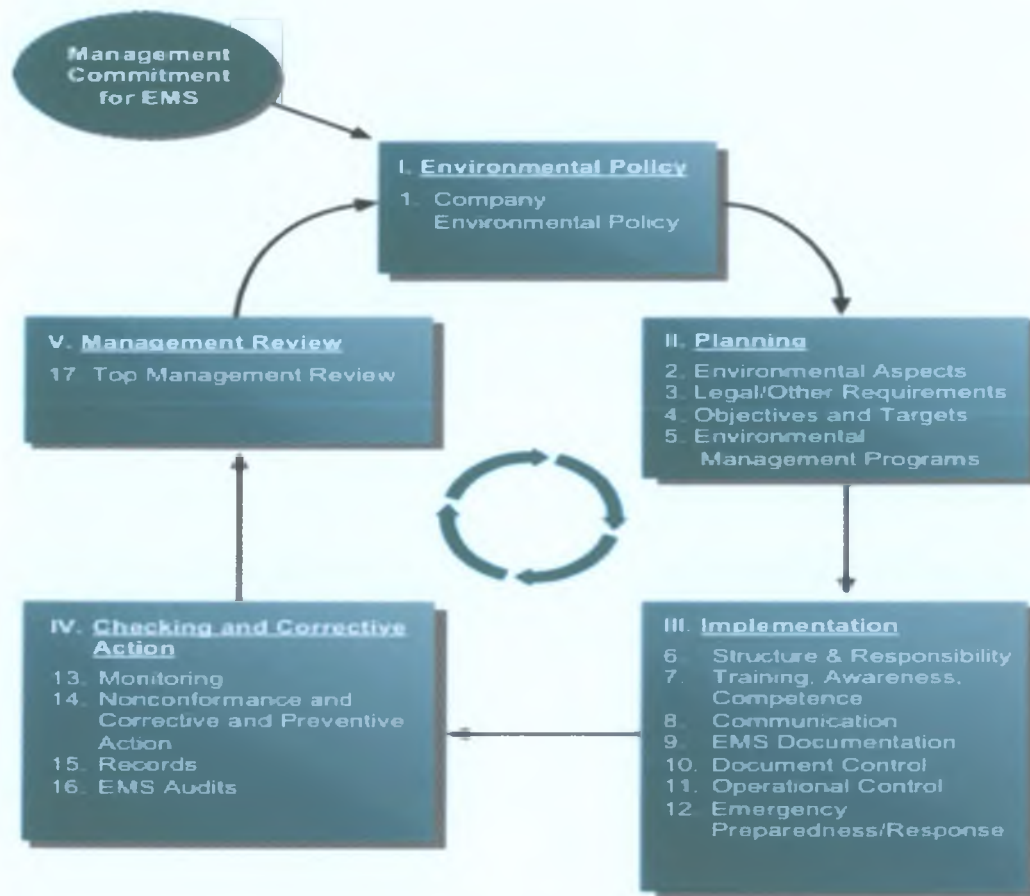 Management
Commitment
for EMS
I. Environmental Policy
1. Company
Environmental Policy
II. Planning
2. Environmental Aspects
3. Legal/Other Requirements
4. Objectives and Targets
5. Environmental
Management Programs
III. Implementation
6. Structure & Responsibility
7. Training, Awareness,
Competence
8. Communication
9. EMS Documentation
10. Document Control
11. Operational Control
12. Emergency
Preparedness/Response
IV. Checking and Corrective
Action
13. Monitoring
14. Nonconformance and
Corrective and Preventive
Action
15. Records
16. EMS Audits
V. Management Review
17. Top Management Review